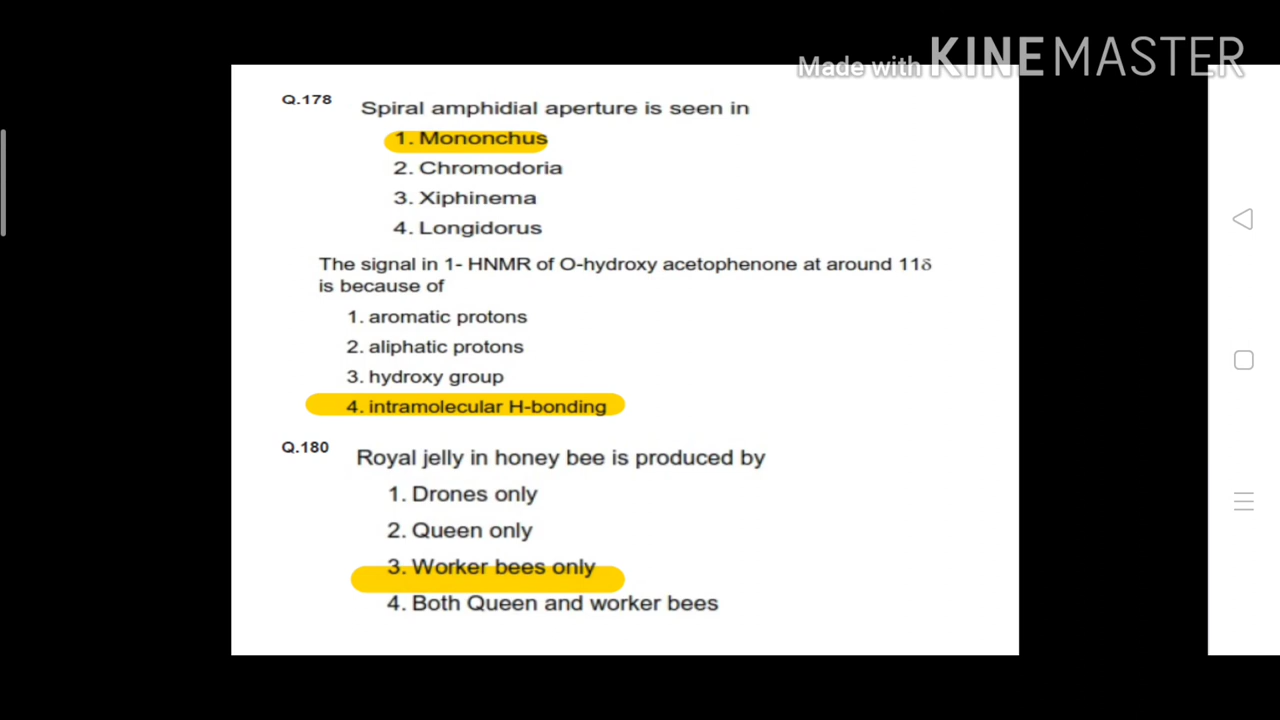 Made with KINEMASTER
Q.178 Spiral amphidial aperture is seen in
1. Mononchus
2. Chromodoria
3. Xiphinema
4. Longidorus
The signal in 1- HNMR of O-hydroxy acetophenone at around 11δ
is because of
1. aromatic protons
2. aliphatic protons
3. hydroxy group
4. intramolecular H-bonding
Q.180 Royal jelly in honey bee is produced by
1. Drones only
2. Queen only
3. Worker bees only
4. Both Queen and worker bees